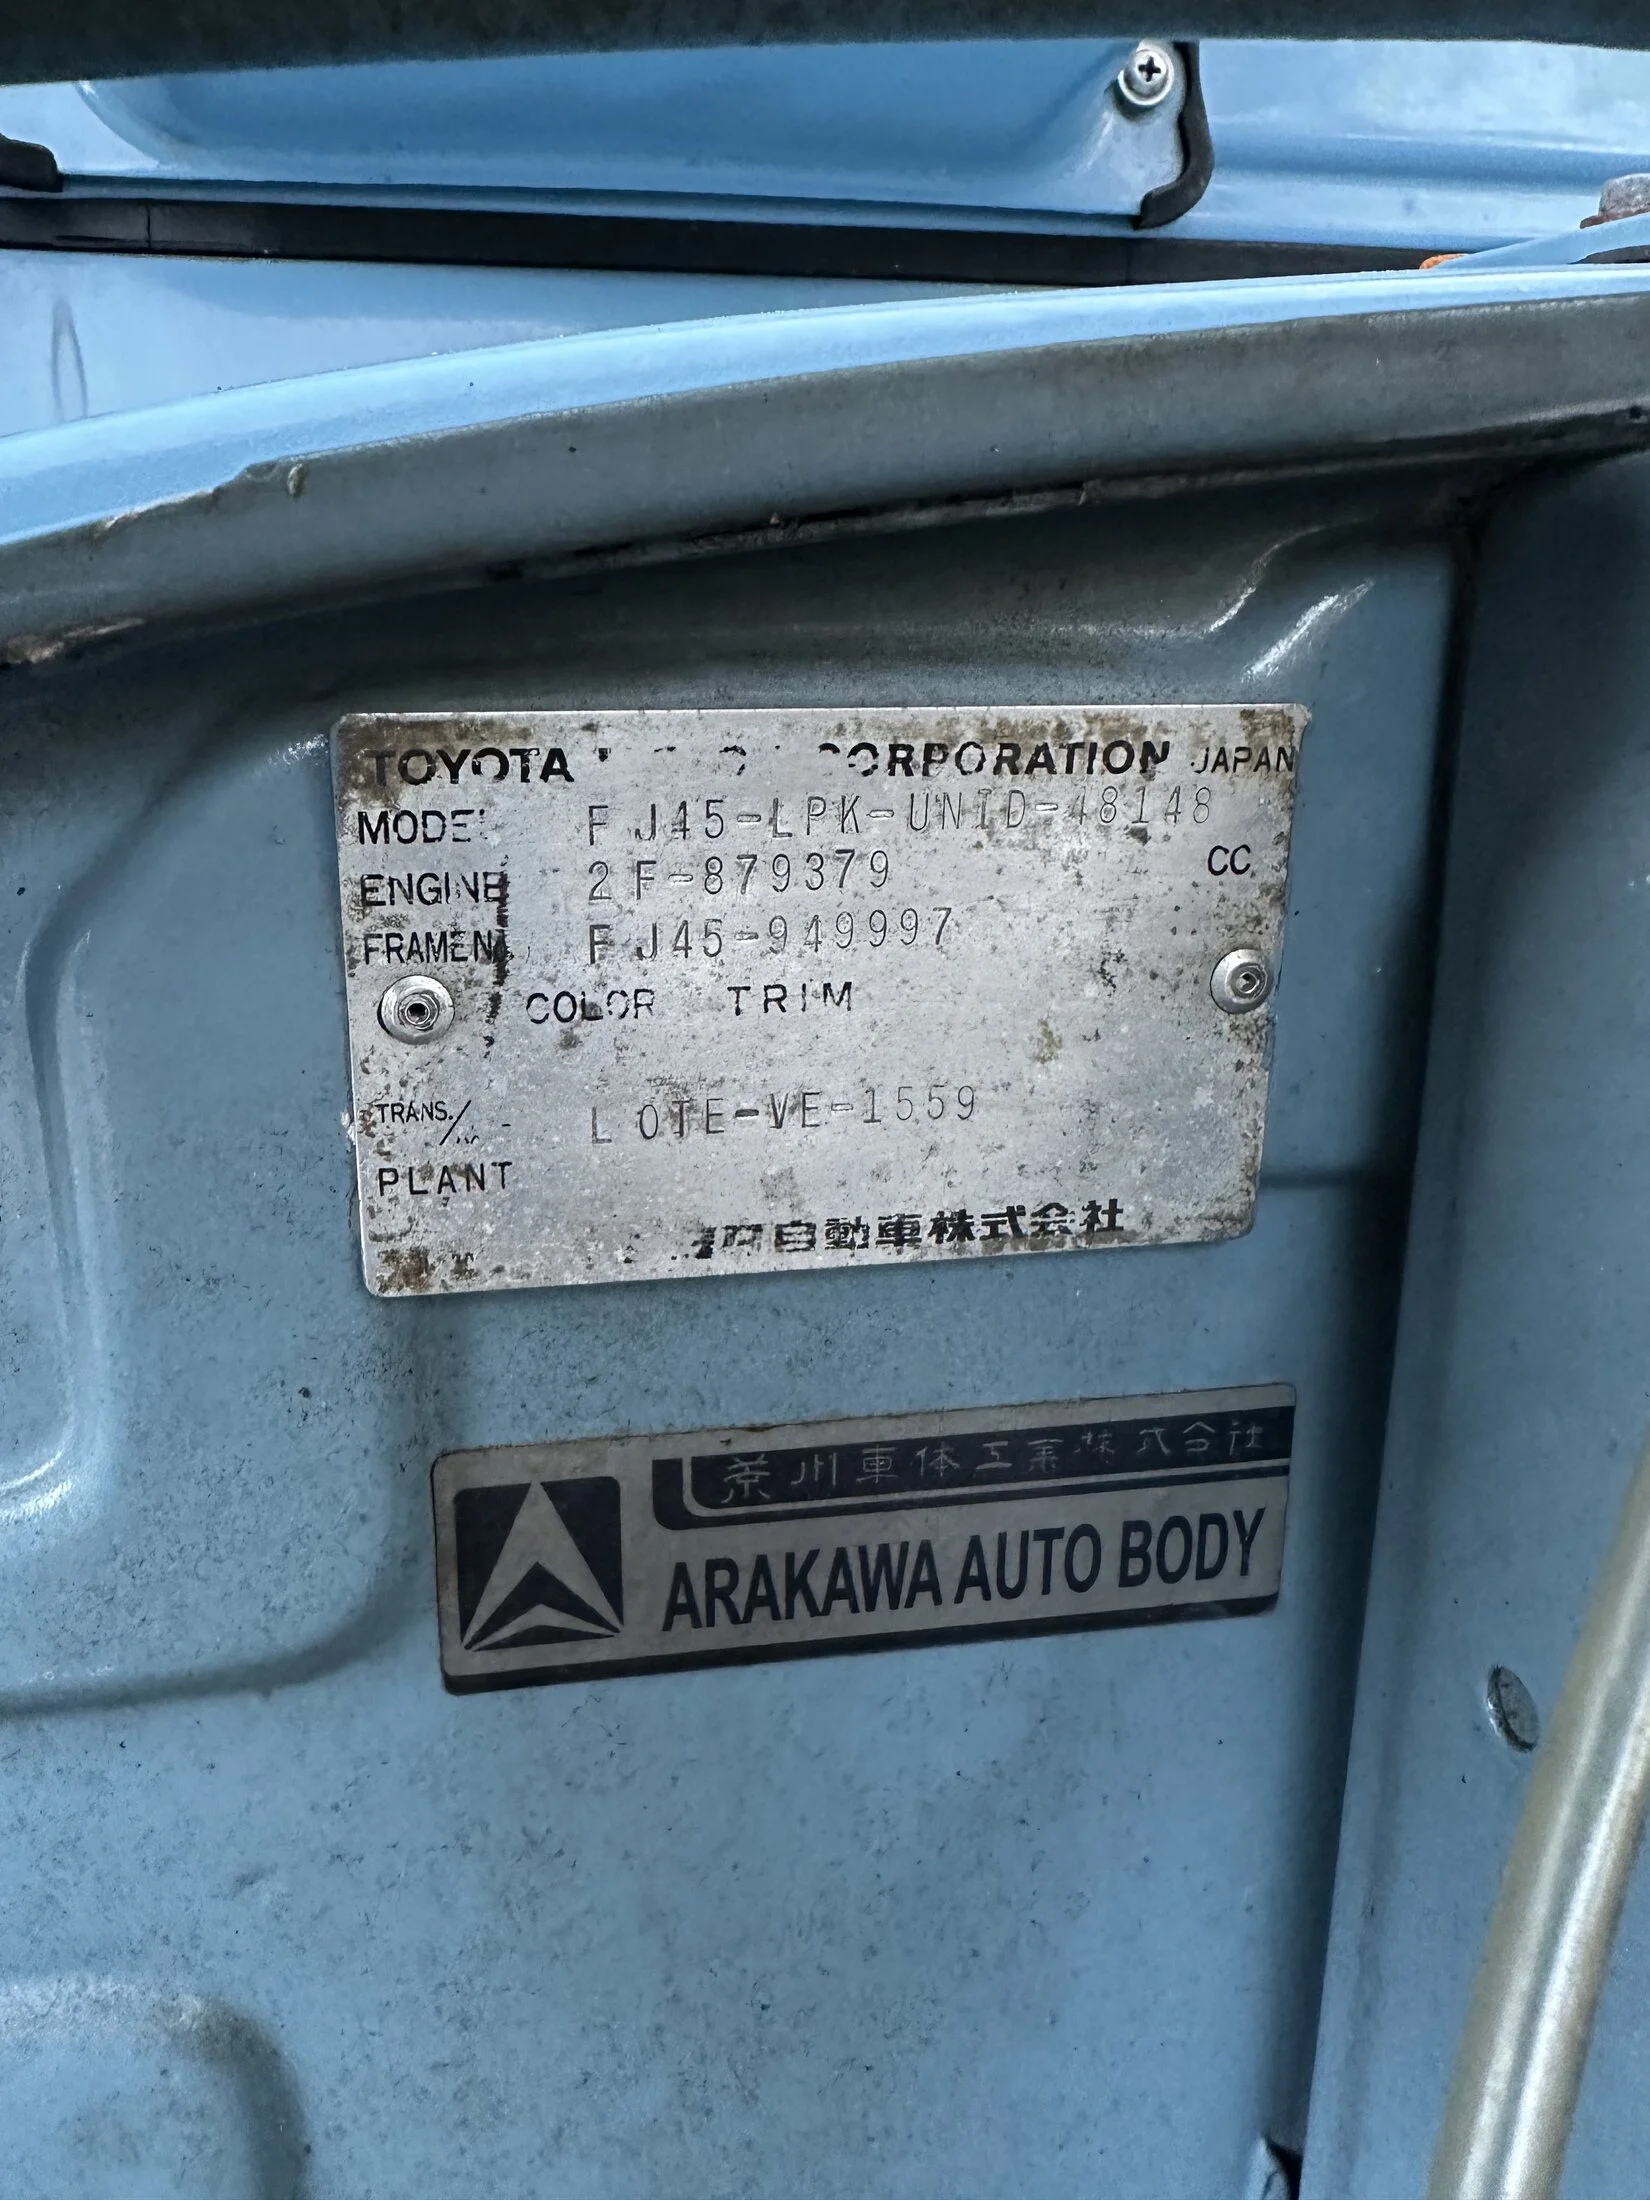 TOYOTA CORPORATION JAPAN
MODEL FJ45-LPK-UNID-48148
ENGINE 2F-879379 CC
FRAME FJ45-949997
COLOR TRIM
TRANS./ LOTE-VE-1559
PLANT
自動車株式会社
荒川車体工業株式会社
ARAKAWA AUTO BODY